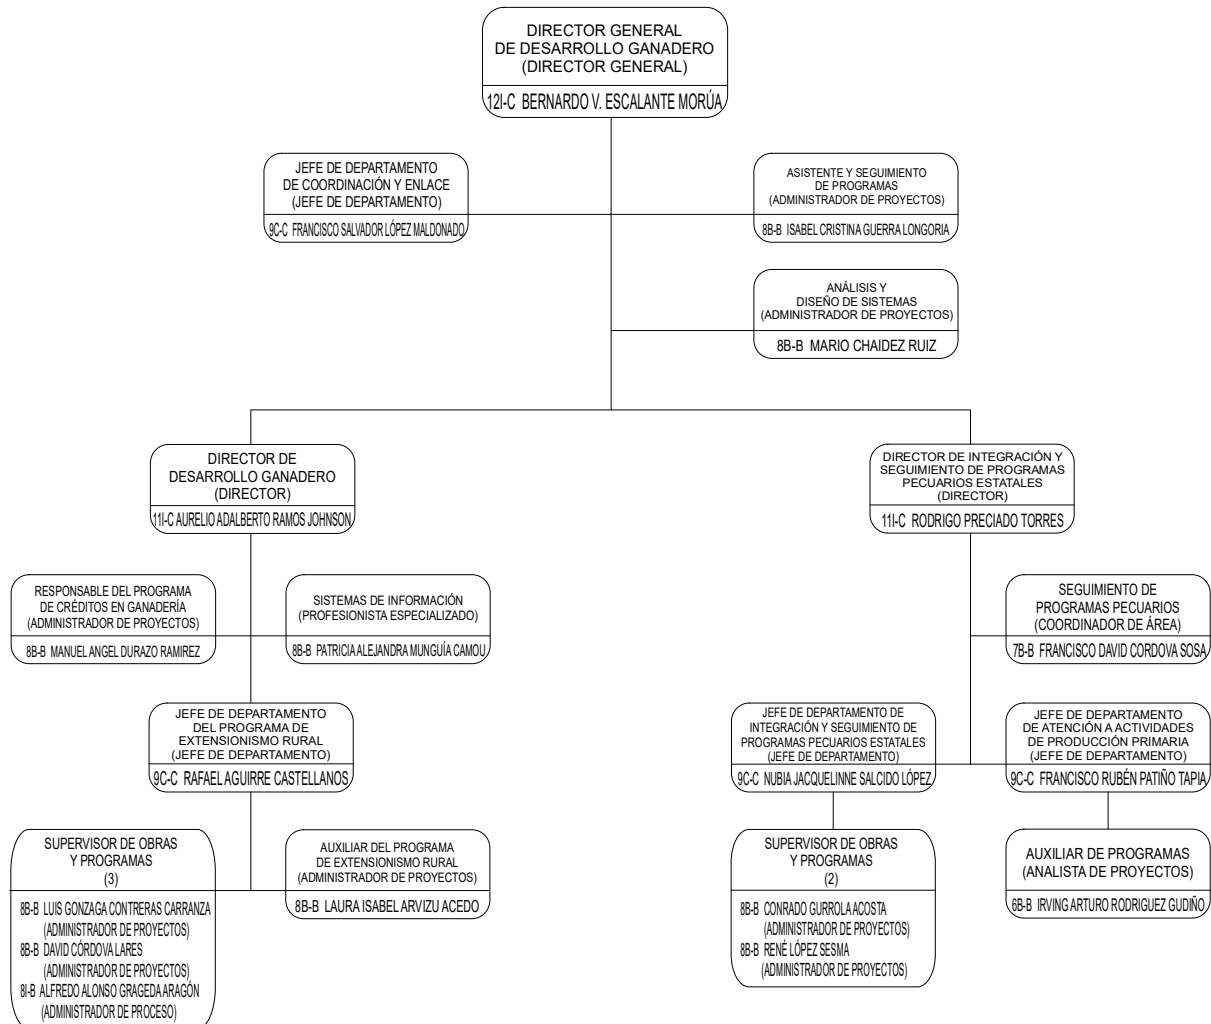 DIRECTOR GENERAL
DE DESARROLLO GANADERO
(DIRECTOR GENERAL)
12I-C BERNARDO V. ESCALANTE MORÚA
JEFE DE DEPARTAMENTO
DE COORDINACIÓN Y ENLACE
(JEFE DE DEPARTAMENTO)
9C-C FRANCISCO SALVADOR LÓPEZ MALDONADO
ASISTENTE Y SEGUIMIENTO
DE PROGRAMAS
(ADMINISTRADOR DE PROYECTOS)
8B-B ISABEL CRISTINA GUERRA LONGORIA
ANÁLISIS Y
DISEÑO DE SISTEMAS
(ADMINISTRADOR DE PROYECTOS)
8B-B MARIO CHAIDEZ RUIZ
DIRECTOR DE
DESARROLLO GANADERO
(DIRECTOR)
11I-C AURELIO ADALBERTO RAMOS JOHNSON
DIRECTOR DE INTEGRACIÓN Y
SEGUIMIENTO DE PROGRAMAS
PECUARIOS ESTATALES
(DIRECTOR)
11I-C RODRIGO PRECIADO TORRES
RESPONSABLE DEL PROGRAMA
DE CRÉDITOS EN GANADERÍA
(ADMINISTRADOR DE PROYECTOS)
8B-B MANUEL ANGEL DURAZO RAMIREZ
SISTEMAS DE INFORMACIÓN
(PROFESIONISTA ESPECIALIZADO)
8B-B PATRICIA ALEJANDRA MUNGUÍA CAMOU
SEGUIMIENTO DE
PROGRAMAS PECUARIOS
(COORDINADOR DE ÁREA)
7B-B FRANCISCO DAVID CORDOVA SOSA
JEFE DE DEPARTAMENTO
DEL PROGRAMA DE
EXTENSIONISMO RURAL
(JEFE DE DEPARTAMENTO)
9C-C RAFAEL AGUIRRE CASTELLANOS
JEFE DE DEPARTAMENTO DE
INTEGRACIÓN Y SEGUIMIENTO DE
PROGRAMAS PECUARIOS ESTATALES
(JEFE DE DEPARTAMENTO)
9C-C NUBIA JACQUELINNE SALCIDO LÓPEZ
JEFE DE DEPARTAMENTO
DE ATENCIÓN A ACTIVIDADES
DE PRODUCCIÓN PRIMARIA
(JEFE DE DEPARTAMENTO)
9C-C FRANCISCO RUBÉN PATIÑO TAPIA
SUPERVISOR DE OBRAS
Y PROGRAMAS
(3)
8B-B LUIS GONZAGA CONTRERAS CARRANZA
(ADMINISTRADOR DE PROYECTOS)
8B-B DAVID CÓRDOVA LARES
(ADMINISTRADOR DE PROYECTOS)
8I-B ALFREDO ALONSO GRAGEDA ARAGÓN
(ADMINISTRADOR DE PROCESO)
AUXILIAR DEL PROGRAMA
DE EXTENSIONISMO RURAL
(ADMINISTRADOR DE PROYECTOS)
8B-B LAURA ISABEL ARVIZU ACEDO
SUPERVISOR DE OBRAS
Y PROGRAMAS
(2)
8B-B CONRADO GURROLA ACOSTA
(ADMINISTRADOR DE PROYECTOS)
8B-B RENÉ LÓPEZ SESMA
(ADMINISTRADOR DE PROYECTOS)
AUXILIAR DE PROGRAMAS
(ANALISTA DE PROYECTOS)
6B-B IRVING ARTURO RODRIGUEZ GUDIÑO